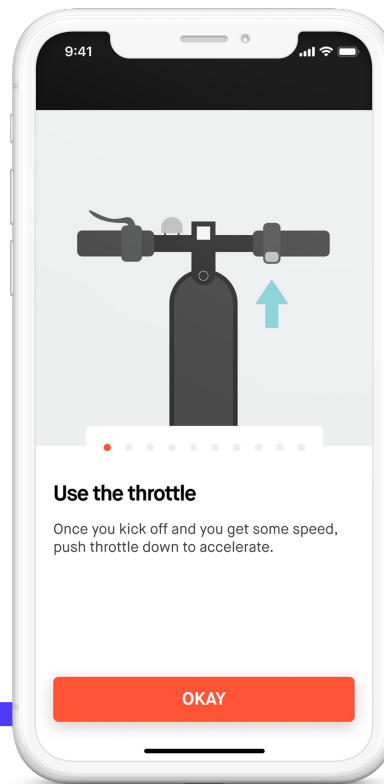 9:41
Use the throttle
Once you kick off and you get some speed,
push throttle down to accelerate.
OKAY